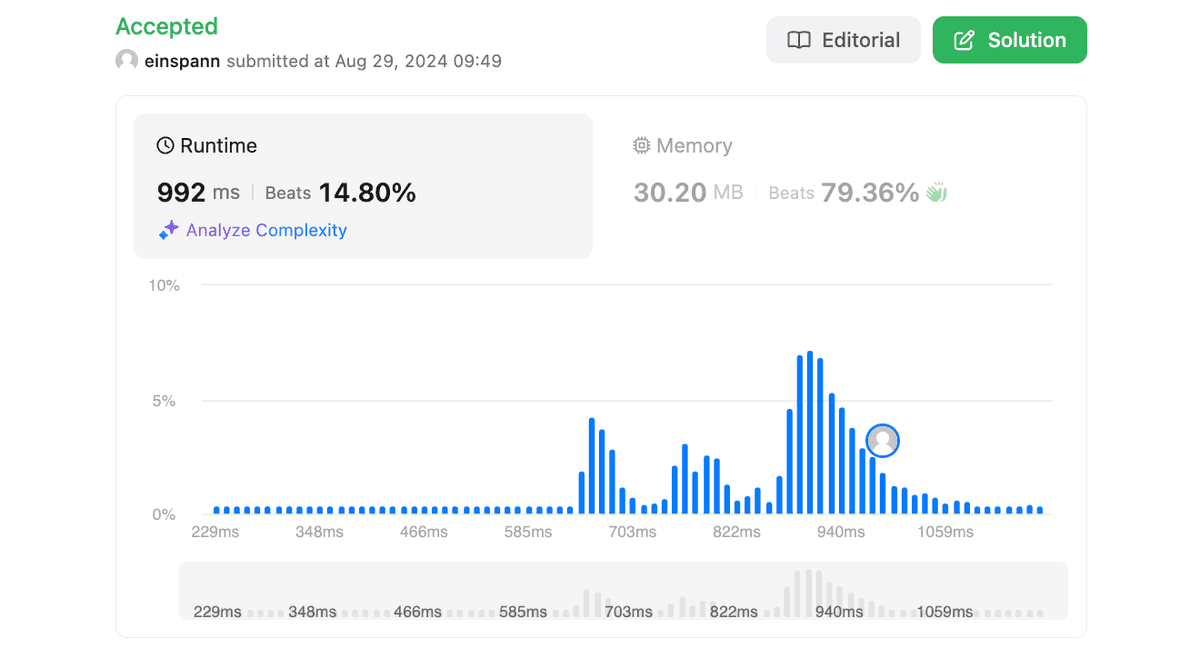 Accepted
einspann submitted at Aug 29, 2024 09:49
Editorial
Solution
Runtime
992 ms | Beats 14.80%
Analyze Complexity
Memory
30.20 MB | Beats 79.36%
10%
5%
0%
229ms 348ms 466ms 585ms 703ms 822ms 940ms 1059ms
229ms 348ms 466ms 585ms 703ms 822ms 940ms 1059ms